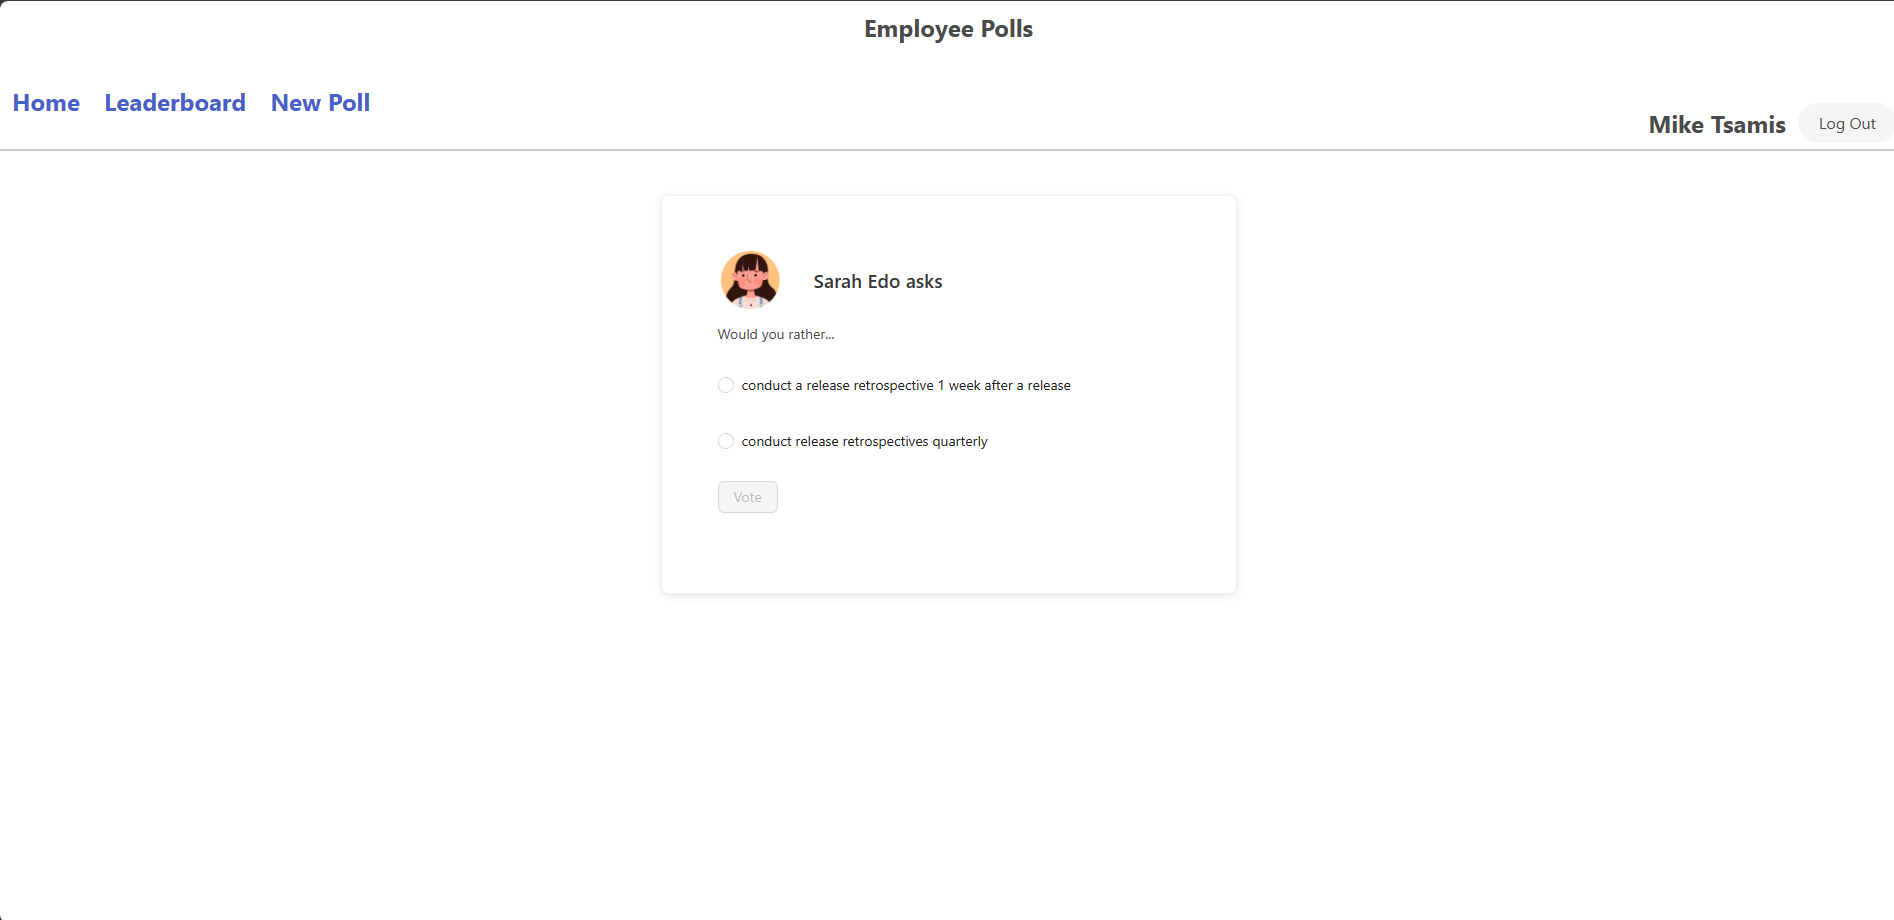 Employee Polls
Home Leaderboard New Poll
Mike Tsamis Log Out
Sarah Edo asks
Would you rather...
conduct a release retrospective 1 week after a release
conduct release retrospectives quarterly
Vote